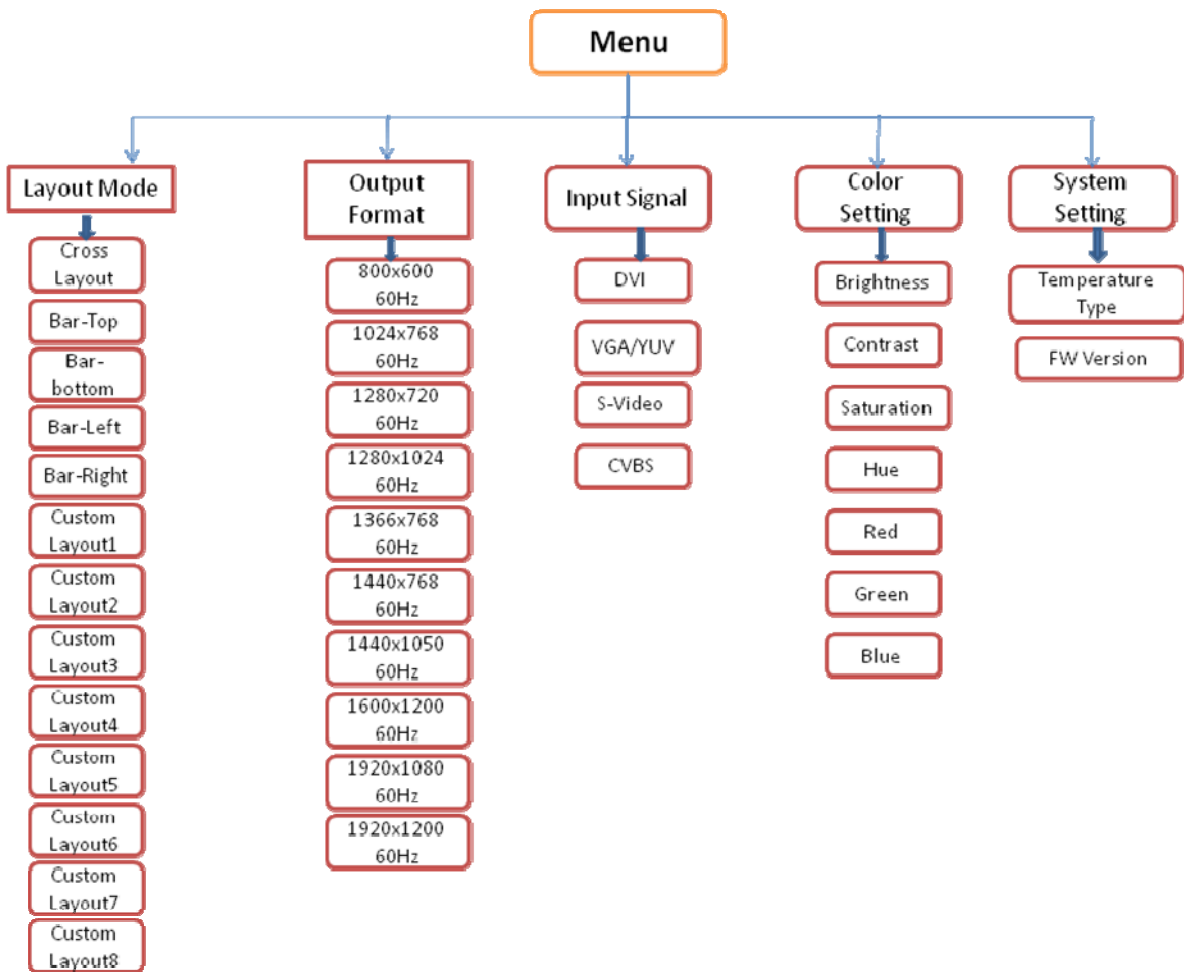 Menu
Layout Mode
Cross
Layout
Bar-Top
Bar-
bottom
Bar-Left
Bar-Right
Custom
Layout1
Custom
Layout2
Custom
Layout3
Custom
Layout4
Custom
Layout5
Custom
Layout6
Custom
Layout7
Custom
Layout8
Output
Format
800x600
60Hz
1024x768
60Hz
1280x720
60Hz
1280x1024
60Hz
1366x768
60Hz
1440x768
60Hz
1440x1050
60Hz
1600x1200
60Hz
1920x1080
60Hz
1920x1200
60Hz
Input Signal
DVI
VGA/YUV
S-Video
CVBS
Color
Setting
Brightness
Contrast
Saturation
Hue
Red
Green
Blue
System
Setting
Temperature
Type
FW Version